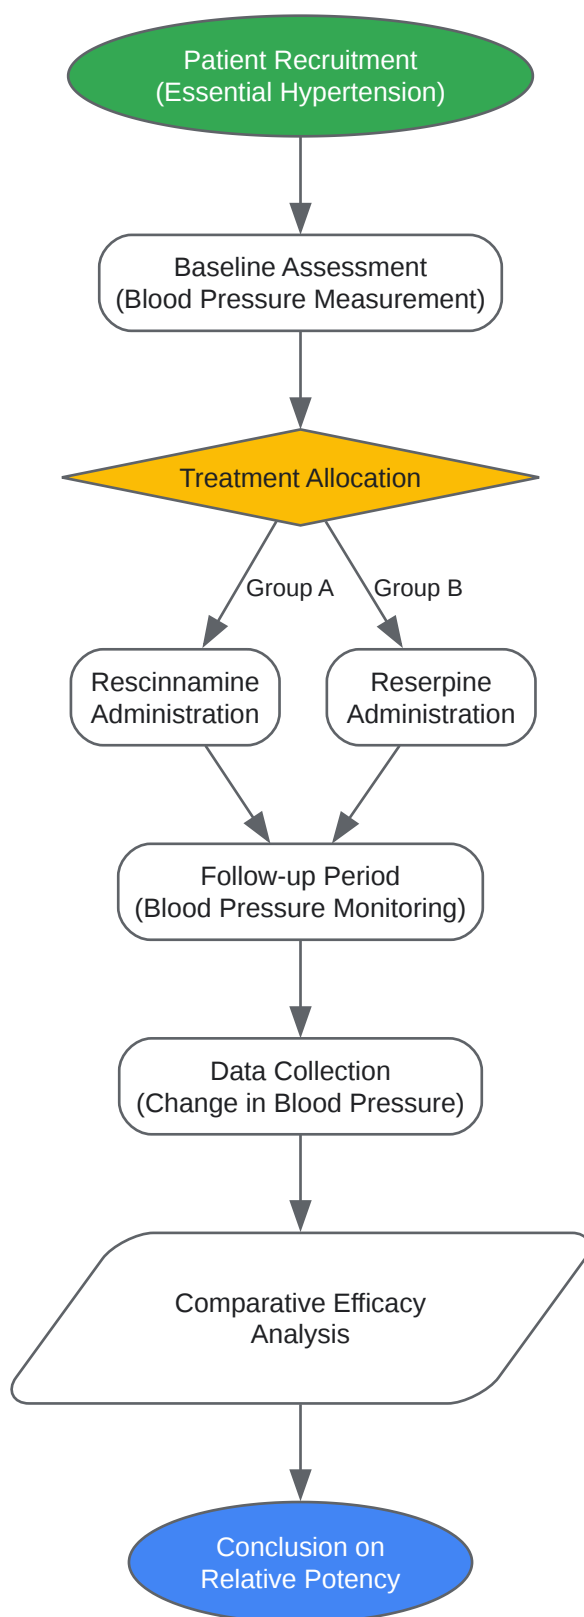 Patient Recruitment
(Essential Hypertension)
Baseline Assessment
(Blood Pressure Measurement)
Treatment Allocation
Group A
Group B
Rescinnamine
Administration
Reserpine
Administration
Follow-up Period
(Blood Pressure Monitoring)
Data Collection
(Change in Blood Pressure)
Comparative Efficacy
Analysis
Conclusion on
Relative Potency